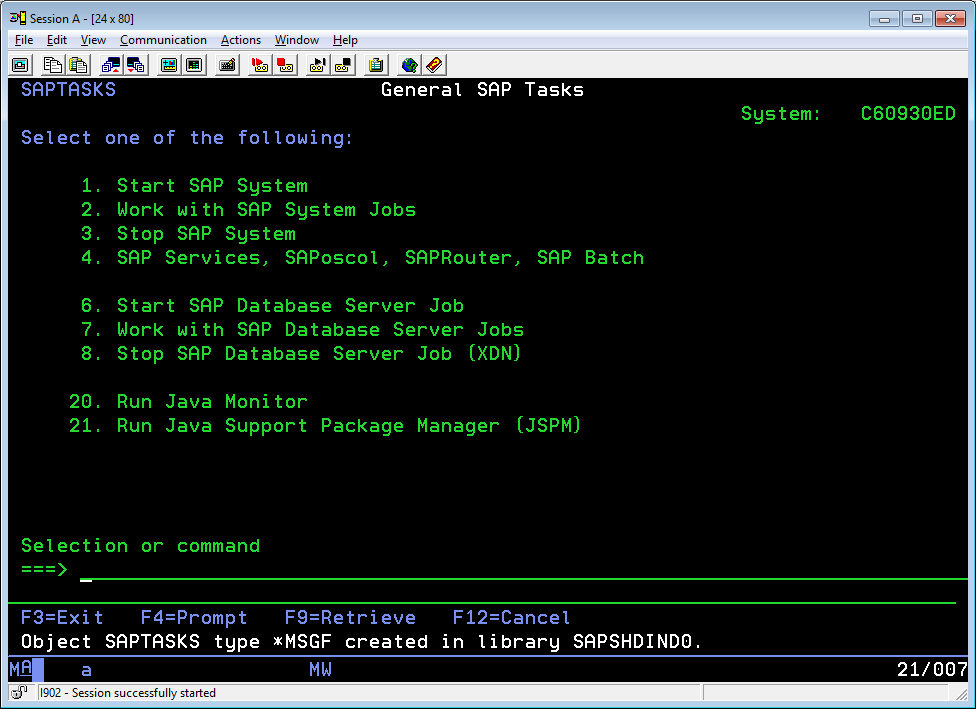 Session A - [24 x 80]
File Edit View Communication Actions Window Help
SAPTASKS General SAP Tasks
System: C60930ED
Select one of the following:
1. Start SAP System
2. Work with SAP System Jobs
3. Stop SAP System
4. SAP Services, SAPoscol, SAPRouter, SAP Batch
6. Start SAP Database Server Job
7. Work with SAP Database Server Jobs
8. Stop SAP Database Server Job (XDN)
20. Run Java Monitor
21. Run Java Support Package Manager (JSPM)
Selection or command
===>
F3=Exit F4=Prompt F9=Retrieve F12=Cancel
Object SAPTASKS type *MSGF created in library SAPSHDIND0.
MA a MW 21/007
I902 - Session successfully started